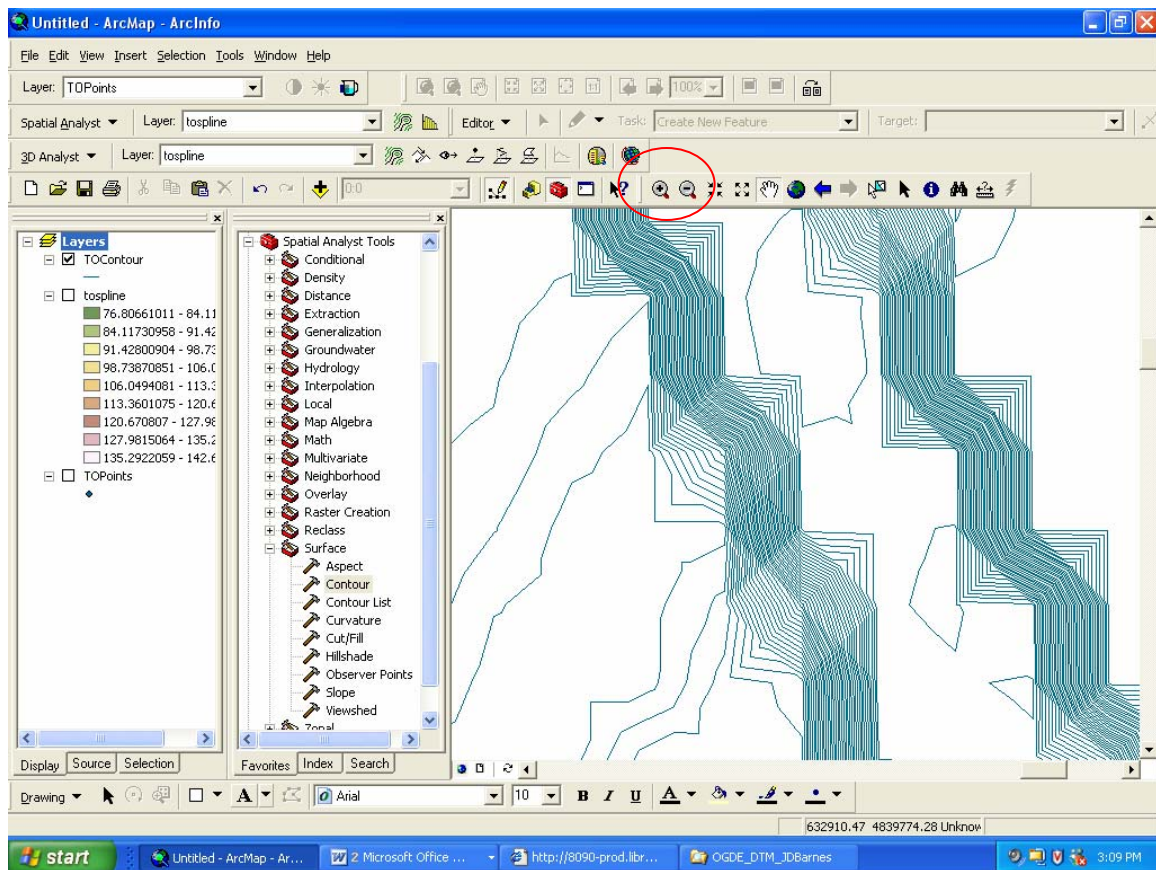 Untitled - ArcMap - ArcInfo
File Edit View Insert Selection Tools Window Help
Layer: TOPoints 100%
Spatial Analyst Layer: tospline Editor Task: Create New Feature Target:
3D Analyst Layer: tospline
0:0
Layers
TOContour
tospline
76.80661011 - 84.11
84.11730958 - 91.42
91.42800904 - 98.73
98.73870851 - 106.0
106.0494081 - 113.3
113.3601075 - 120.6
120.670807 - 127.98
127.9815064 - 135.2
135.2922059 - 142.6
TOPoints
Display Source Selection
Spatial Analyst Tools
Conditional
Density
Distance
Extraction
Generalization
Groundwater
Hydrology
Interpolation
Local
Map Algebra
Math
Multivariate
Neighborhood
Overlay
Raster Creation
Reclass
Surface
Aspect
Contour
Contour List
Curvature
Cut/Fill
Hillshade
Observer Points
Slope
Viewshed
Zonal
Favorites Index Search
Drawing A Arial 10 B I U A
632910.47 4839774.28 Unknow
start Untitled - ArcMap - Ar... 2 Microsoft Office ... http://8090-prod.libr... OGDE_DTM_JDBarnes 3:09 PM